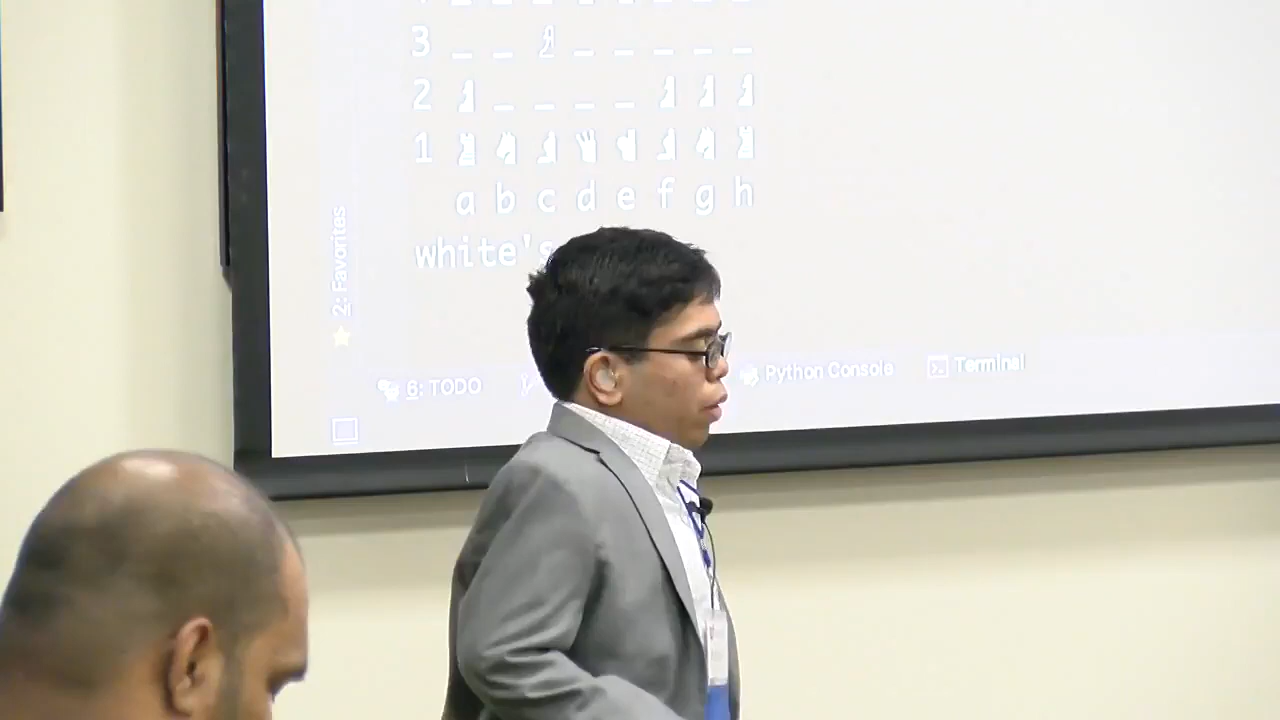 3 _ _ _ _ _ _ _
2 _ _ _ _
1
a b c d e f g h
white's
2: Favorites
6: TODO
Python Console
Terminal